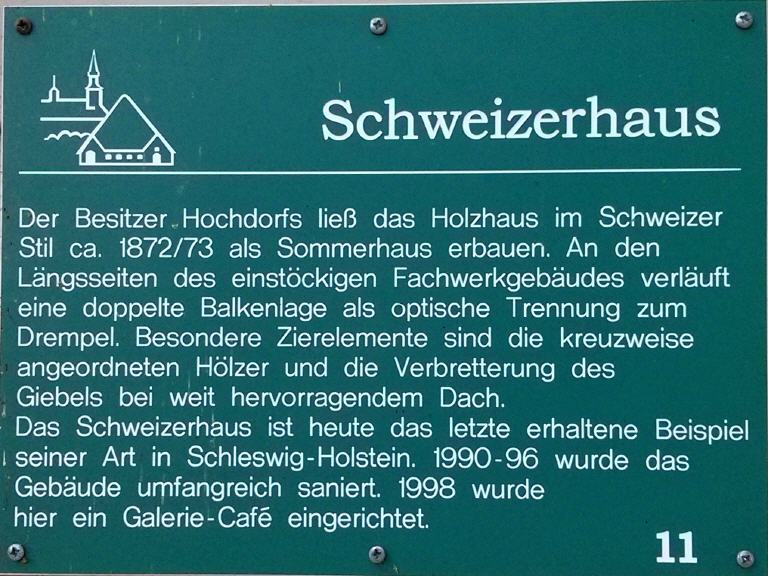 Schweizerhaus
Der Besitzer Hochdorfs ließ das Holzhaus im Schweizer
Stil ca. 1872/73 als Sommerhaus erbauen. An den
Längsseiten des einstöckigen Fachwerkgebäudes verläuft
eine doppelte Balkenlage als optische Trennung zum
Drempel. Besondere Zierelemente sind die kreuzweise
angeordneten Hölzer und die Verbretterung des
Giebels bei weit hervorragendem Dach.
Das Schweizerhaus ist heute das letzte erhaltene Beispiel
seiner Art in Schleswig-Holstein. 1990-96 wurde das
Gebäude umfangreich saniert. 1998 wurde
hier ein Galerie-Café eingerichtet.
11